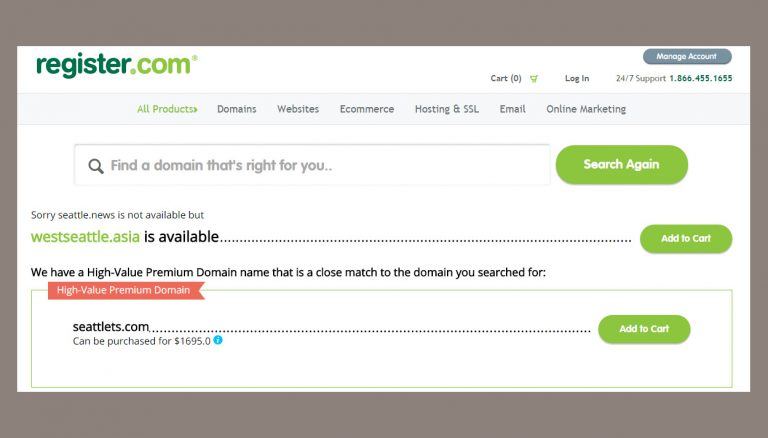 register.com®
Manage Account
Cart (0) Log In 24/7 Support 1.866.455.1655
All Products Domains Websites Ecommerce Hosting & SSL Email Online Marketing
Find a domain that's right for you..
Search Again
Sorry seattle.news is not available but
westseattle.asia is available
Add to Cart
We have a High-Value Premium Domain name that is a close match to the domain you searched for:
High-Value Premium Domain
seattlets.com
Add to Cart
Can be purchased for $1695.0